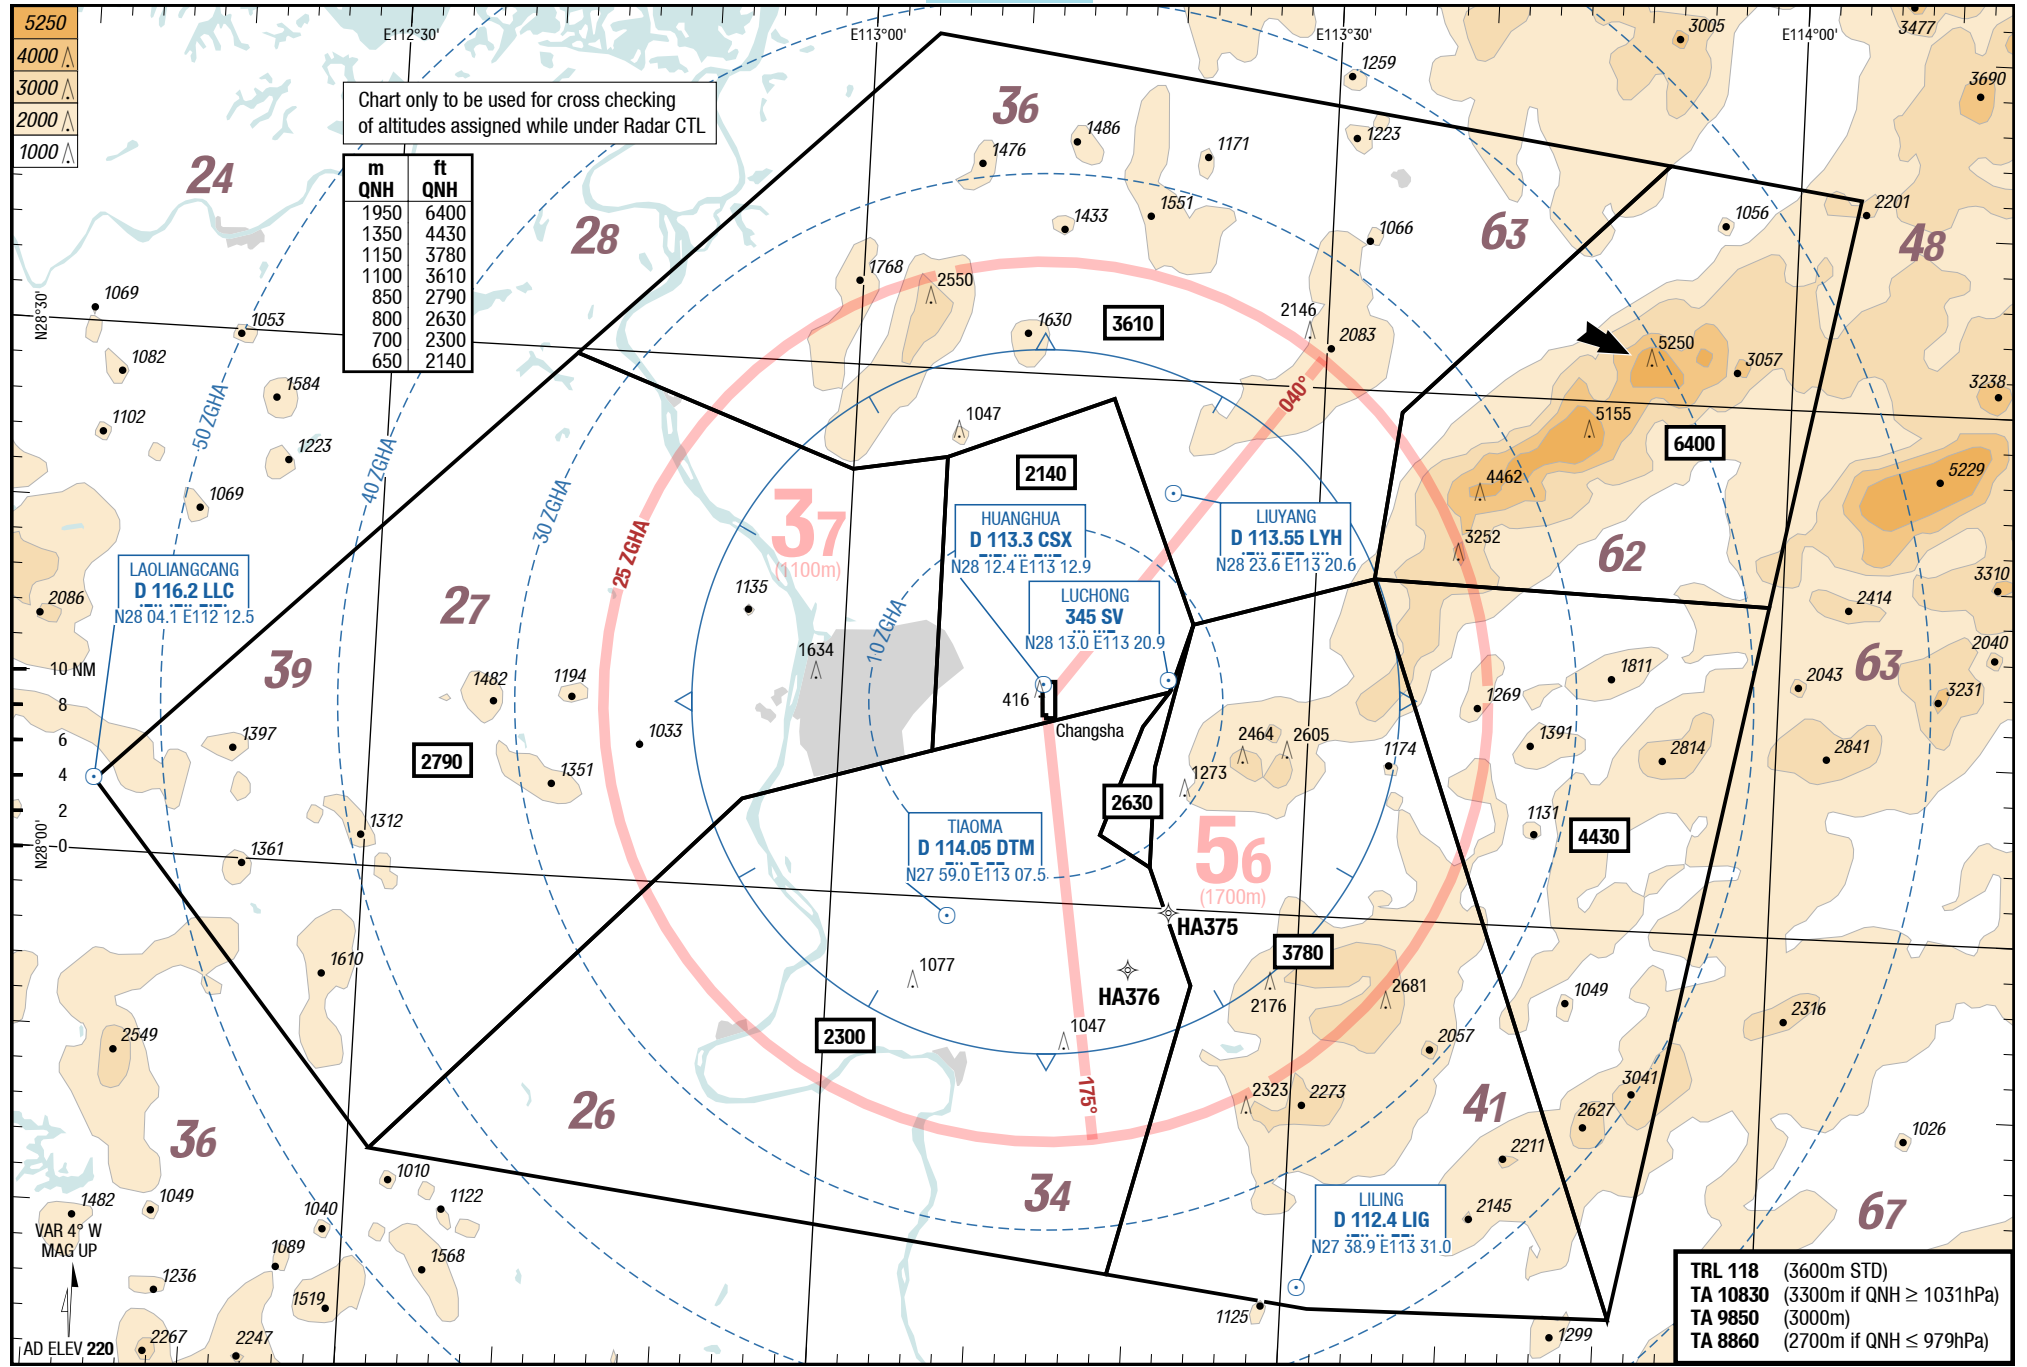 5250
4000
3000
2000
1000
E112°30'
E113°00'
E113°30'
E114°00'
3005
3477
3690
1259
1223
Chart only to be used for cross checking
of altitudes assigned while under Radar CTL
36
1486
1476
1171
m ft
QNH QNH
1950 6400
1350 4430
1150 3780
1100 3610
850 2790
800 2630
700 2300
650 2140
24
28
1551
1433
1066
63
1056
2201
48
1768
2550
1630
3610
2146
2083
5250
3057
5155
6400
4462
3252
62
3238
5229
N28°30'
1069
1053
1082
1584
1102
1223
1069
50 ZGHA
40 ZGHA
30 ZGHA
25 ZGHA
10 ZGHA
040°
1047
2140
37
(1100m)
HUANGHUA
D 113.3 CSX
N28 12.4 E113 12.9
LIUYANG
D 113.55 LYH
N28 23.6 E113 20.6
LUCHONG
345 SV
N28 13.0 E113 20.9
LAOLIANGCANG
D 116.2 LLC
N28 04.1 E112 12.5
2086
27
39
1135
1634
1482
1194
1033
416
Changsha
2414
3310
2040
63
2043
3231
1811
1269
1391
2814
2841
10 NM
8
6
4
2
0
N28°00'
1397
2790
1351
1312
1361
2464
2605
1174
1273
2630
1131
4430
56
(1700m)
TIAOMA
D 114.05 DTM
N27 59.0 E113 07.5
HA375
HA376
3780
2176
2681
1049
2316
1610
1077
2300
1047
2057
2549
175°
2323
2273
3041
2627
41
2211
1026
26
36
34
1010
1122
1040
1049
1482
1089
1568
1236
1519
2267
2247
VAR 4° W
MAG UP
AD ELEV 220
LILING
D 112.4 LIG
N27 38.9 E113 31.0
2145
67
1125
1299
TRL 118 (3600m STD)
TA 10830 (3300m if QNH ≥ 1031hPa)
TA 9850 (3000m)
TA 8860 (2700m if QNH ≤ 979hPa)